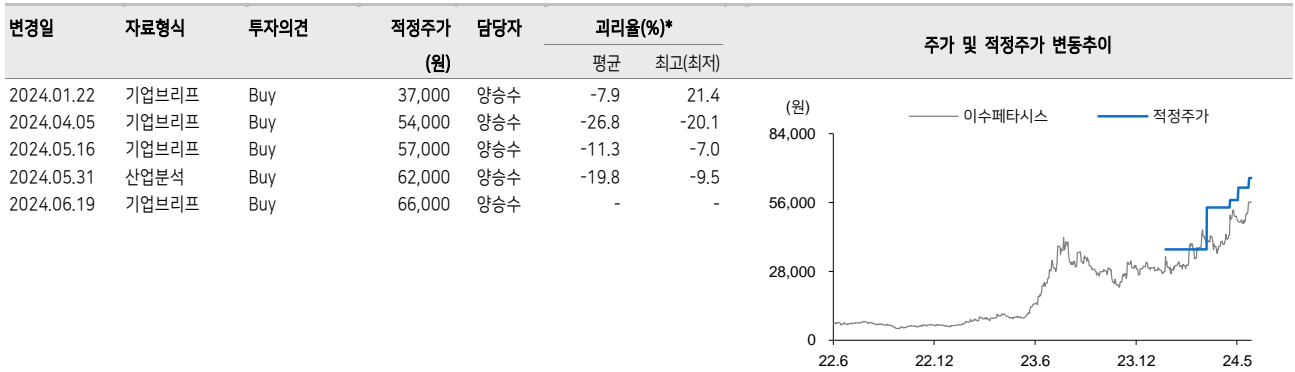 변경일 자료형식 투자의견 적정주가 담당자 괴리율(%)*
(원) 평균 최고(최저)
2024.01.22 기업브리프 Buy 37,000 양승수 -7.9 21.4
2024.04.05 기업브리프 Buy 54,000 양승수 -26.8 -20.1
2024.05.16 기업브리프 Buy 57,000 양승수 -11.3 -7.0
2024.05.31 산업분석 Buy 62,000 양승수 -19.8 -9.5
2024.06.19 기업브리프 Buy 66,000 양승수 - -
주가 및 적정주가 변동추이
(원) 이수페타시스 적정주가
84,000
56,000
28,000
0
22.6 22.12 23.6 23.12 24.5